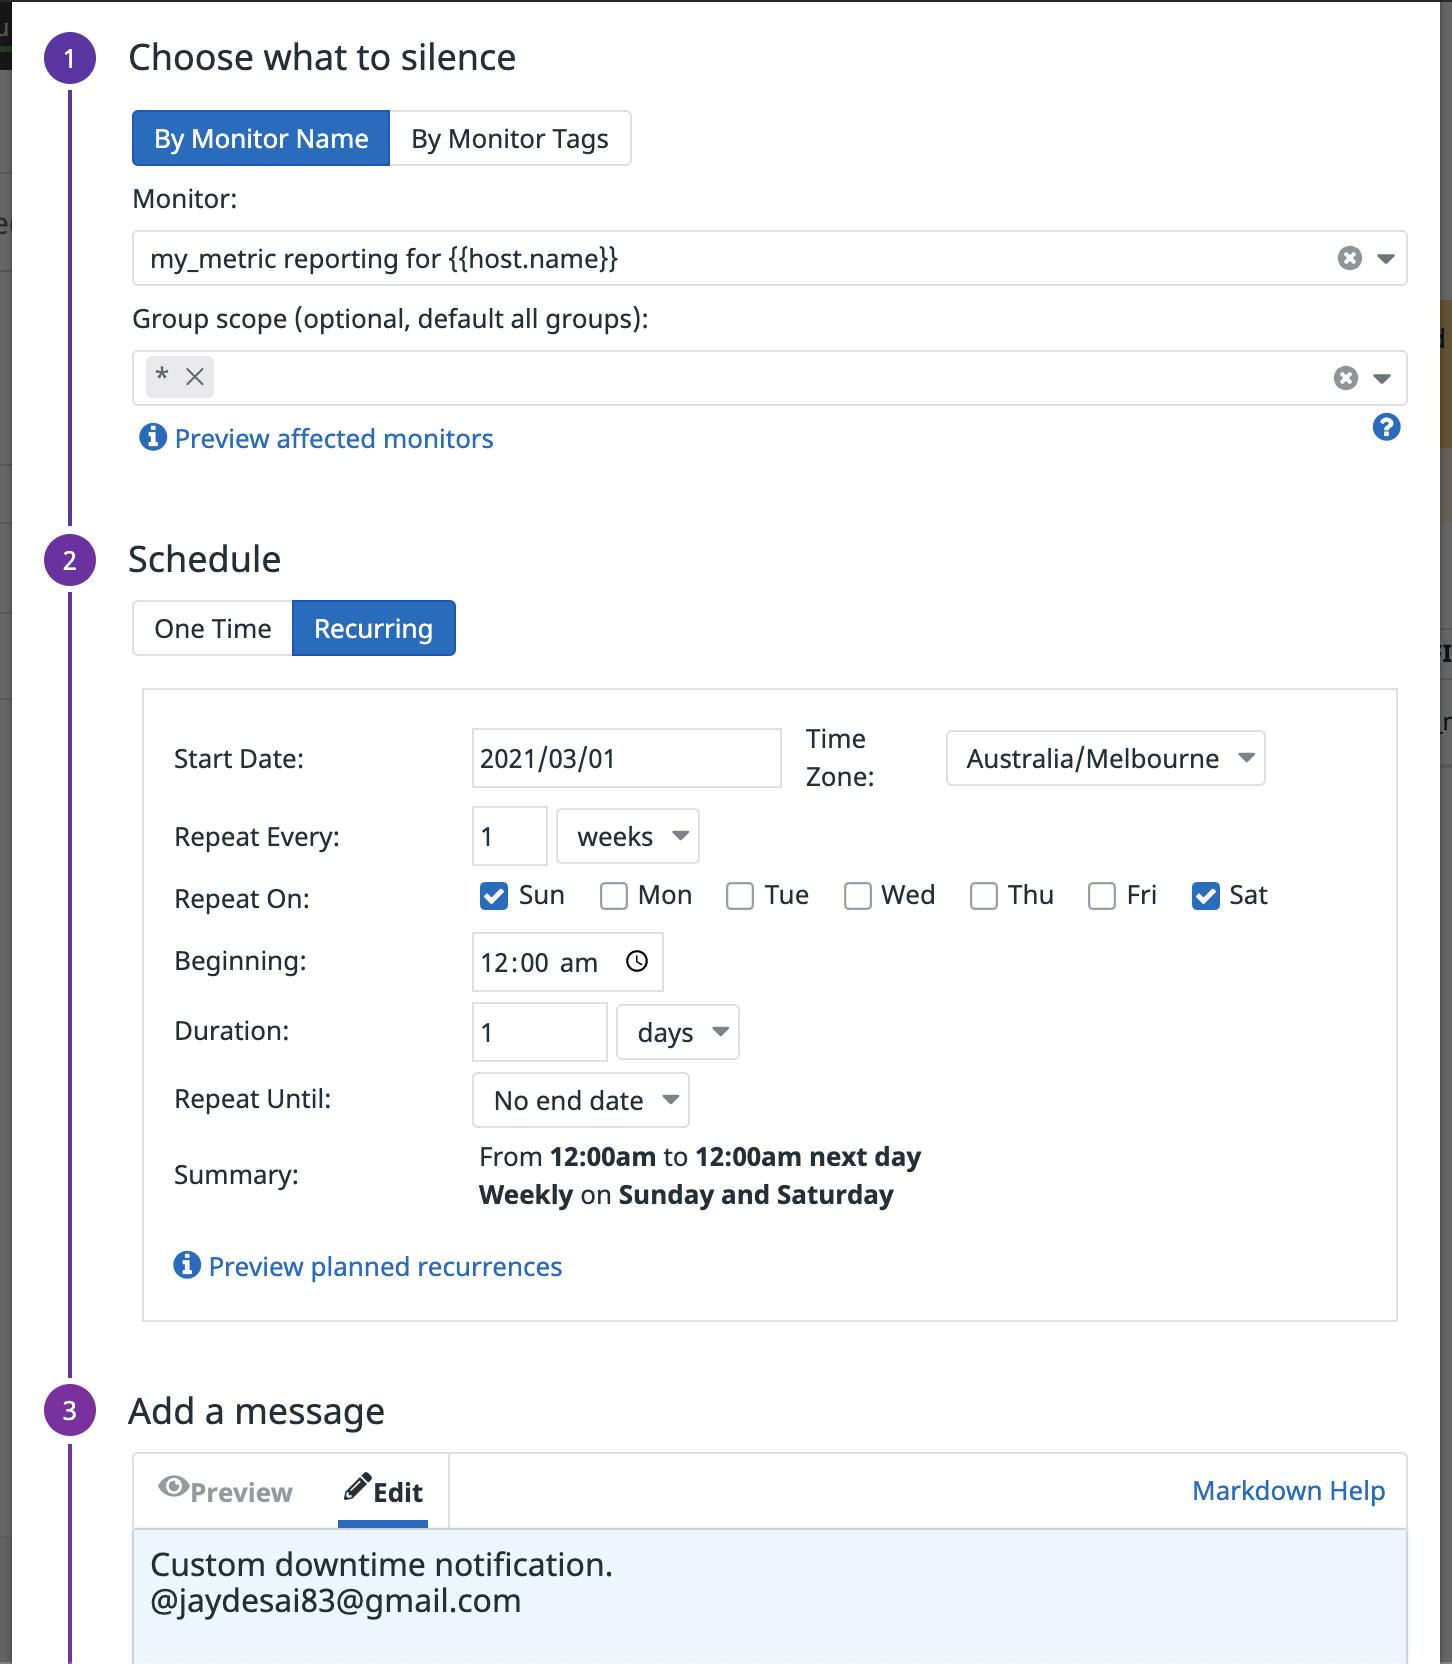 1 Choose what to silence
By Monitor Name By Monitor Tags
Monitor:
my_metric reporting for {{host.name}}
Group scope (optional, default all groups):
*
Preview affected monitors
2 Schedule
One Time Recurring
Start Date: 2021/03/01 Time Zone: Australia/Melbourne
Repeat Every: 1 weeks
Repeat On: Sun Mon Tue Wed Thu Fri Sat
Beginning: 12:00 am
Duration: 1 days
Repeat Until: No end date
Summary: From 12:00am to 12:00am next day
Weekly on Sunday and Saturday
Preview planned recurrences
3 Add a message
Preview Edit Markdown Help
Custom downtime notification.
@jaydesai83@gmail.com